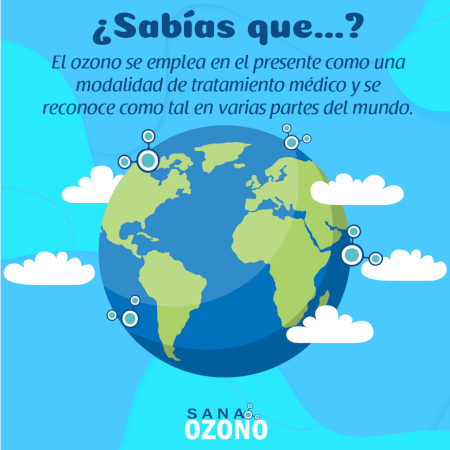 ¿Sabías que...?
El ozono se emplea en el presente como una
modalidad de tratamiento médico y se
reconoce como tal en varias partes del mundo.
SANA
OZONO